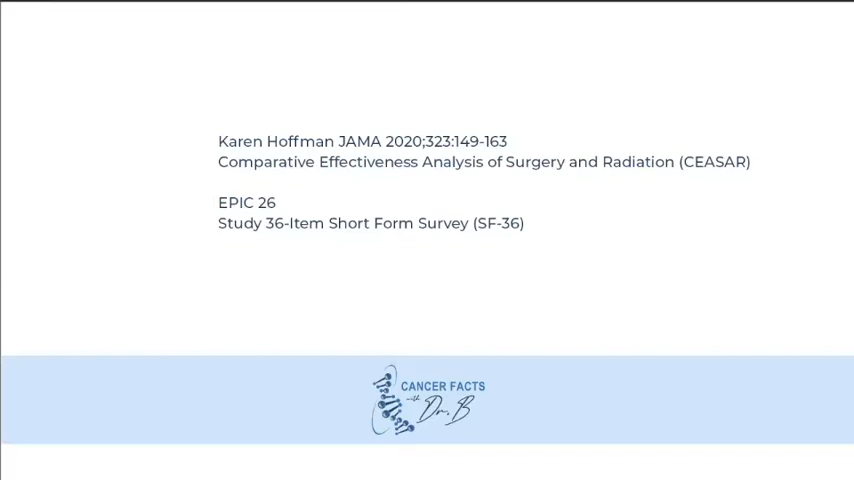 Karen Hoffman JAMA 2020;323:149-163
Comparative Effectiveness Analysis of Surgery and Radiation (CEASAR)
EPIC 26
Study 36-Item Short Form Survey (SF-36)
CANCER FACTS
with
Dr. B